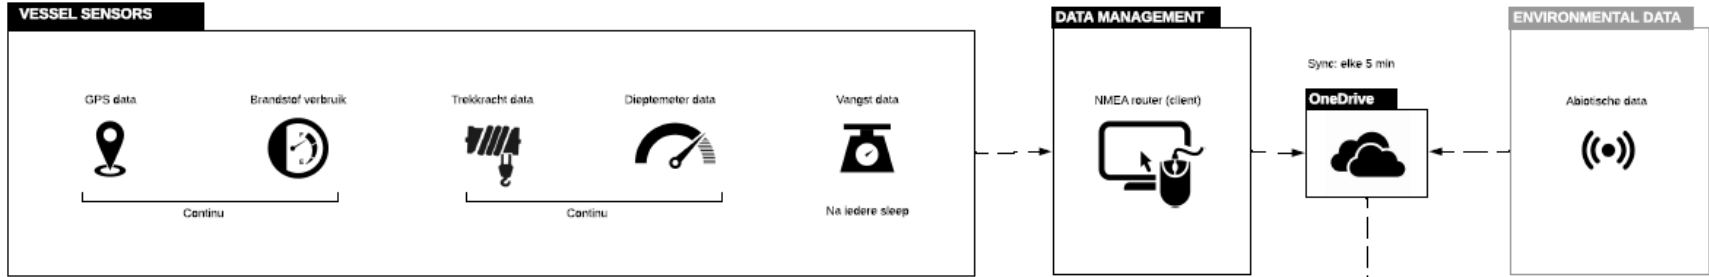 VESSEL SENSORS
GPS data
Brandstof verbruik
Trekkracht data
Dieptemeter data
Vangst data
Continu
Continu
Na iedere sleep
DATA MANAGEMENT
NMEA router (client)
Sync: elke 5 min
OneDrive
ENVIRONMENTAL DATA
Abiotische data